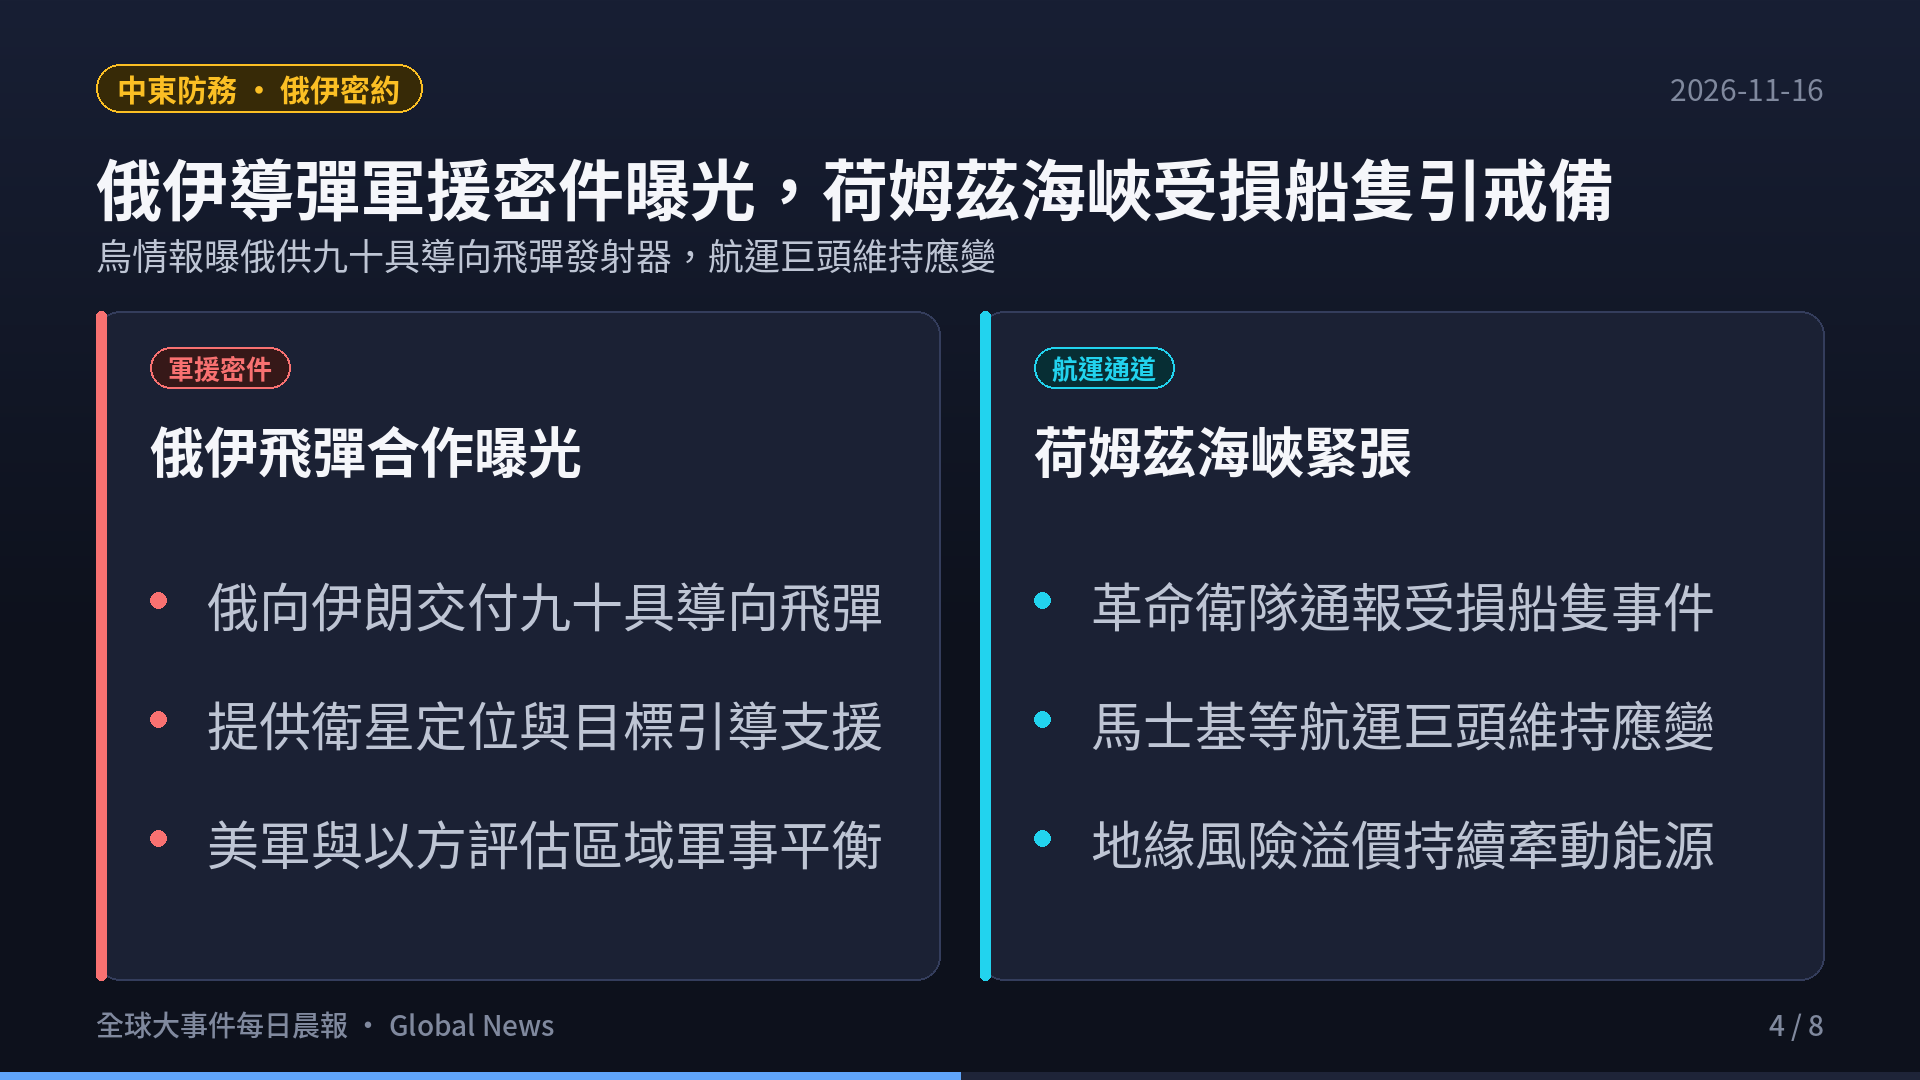 中東防務 · 俄伊密約
2026-11-16
俄伊導彈軍援密件曝光，荷姆茲海峽受損船隻引戒備
烏情報曝俄供九十具導向飛彈發射器，航運巨頭維持應變
軍援密件
俄伊飛彈合作曝光
• 俄向伊朗交付九十具導向飛彈
• 提供衛星定位與目標引導支援
• 美軍與以方評估區域軍事平衡
航運通道
荷姆茲海峽緊張
• 革命衛隊通報受損船隻事件
• 馬士基等航運巨頭維持應變
• 地緣風險溢價持續牽動能源
全球大事件每日晨報 · Global News
4 / 8